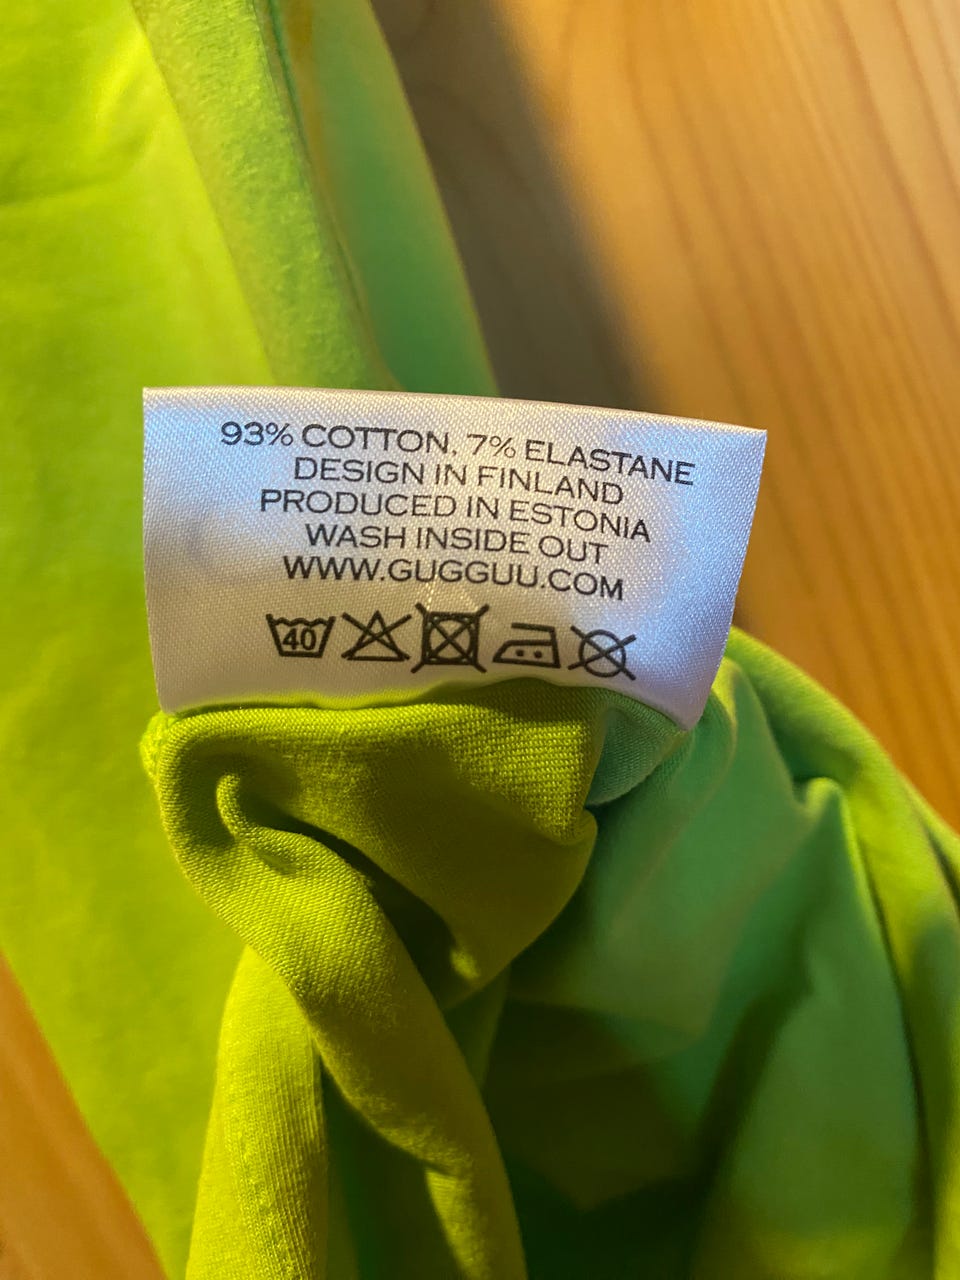 93% COTTON, 7% ELASTANE
DESIGN IN FINLAND
PRODUCED IN ESTONIA
WASH INSIDE OUT
WWW.GUGGUU.COM
40